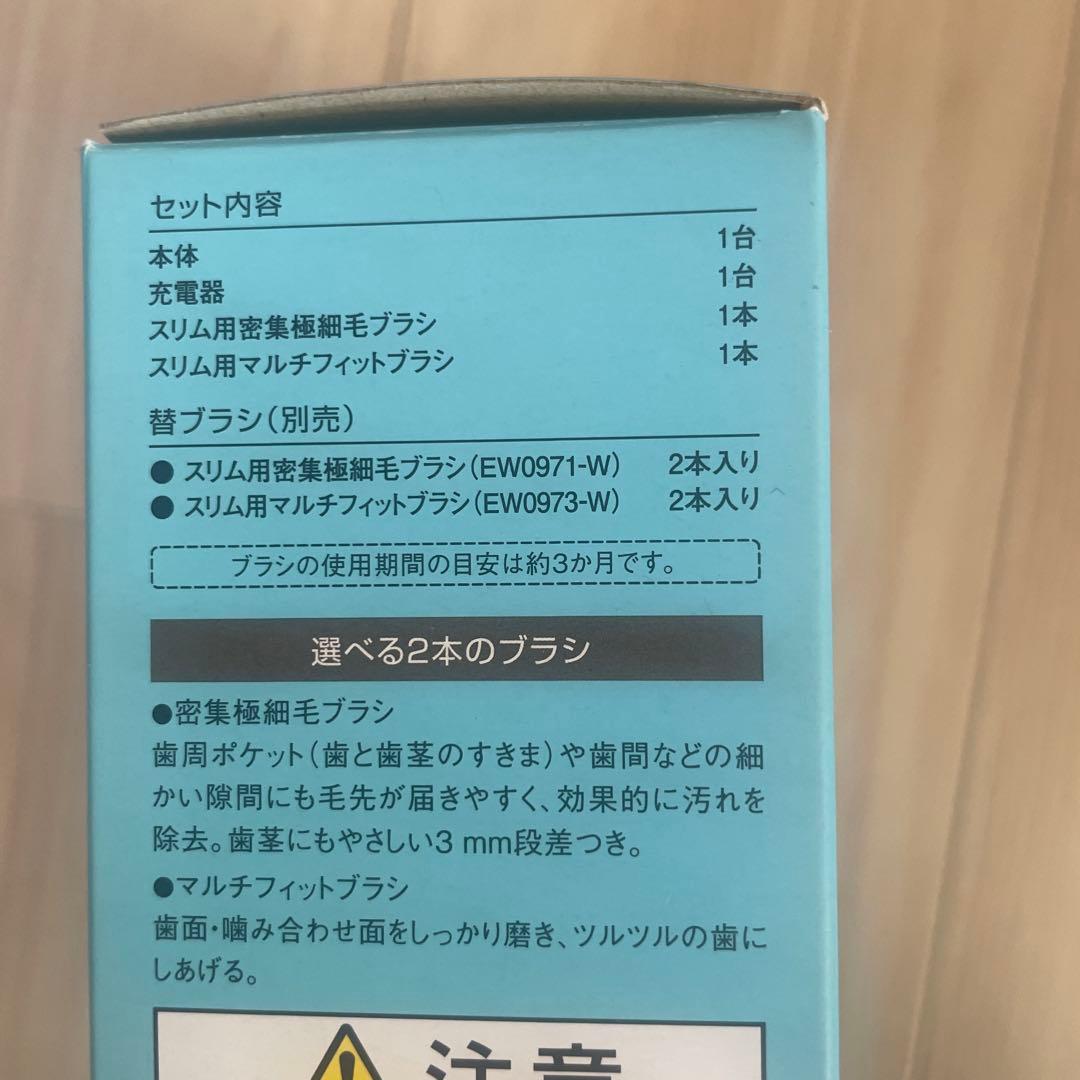 セット内容
本体 1台
充電器 1台
スリム用密集極細毛ブラシ 1本
スリム用マルチフィットブラシ 1本
替ブラシ(別売)
● スリム用密集極細毛ブラシ(EW0971-W) 2本入り
● スリム用マルチフィットブラシ(EW0973-W) 2本入り
ブラシの使用期間の目安は約3か月です。
選べる2本のブラシ
●密集極細毛ブラシ
歯周ポケット(歯と歯茎のすきま)や歯間などの細
かい隙間にも毛先が届きやすく、効果的に汚れを
除去。歯茎にもやさしい3 mm段差つき。
●マルチフィットブラシ
歯面・噛み合わせ面をしっかり磨き、ツルツルの歯に
しあげる。
注意